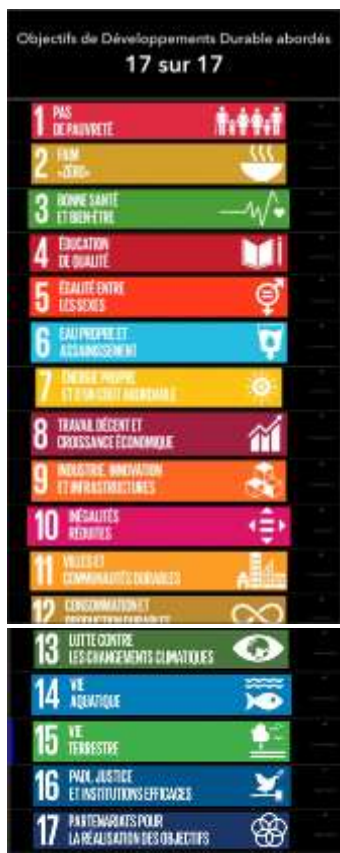 Objectifs de Développements Durable abordés
17 sur 17
1 PAS
DE PAUVRETÉ
2 FAIM
«ZÉRO»
3 BONNE SANTÉ
ET BIEN-ÊTRE
4 ÉDUCATION
DE QUALITÉ
5 ÉGALITÉ ENTRE
LES SEXES
6 EAU PROPRE ET
ASSAINISSEMENT
7 ÉNERGIE PROPRE
ET D'UN COÛT ABORDABLE
8 TRAVAIL DÉCENT ET
CROISSANCE ÉCONOMIQUE
9 INDUSTRIE, INNOVATION
ET INFRASTRUCTURES
10 INÉGALITÉS
RÉDUITES
11 VILLES ET
COMMUNAUTÉS DURABLES
12 CONSOMMATION ET
PRODUCTION DURABLES
13 LUTTE CONTRE
LES CHANGEMENTS CLIMATIQUES
14 VIE
AQUATIQUE
15 VIE
TERRESTRE
16 PAIX, JUSTICE
ET INSTITUTIONS EFFICACES
17 PARTENARIATS POUR
LA RÉALISATION DES OBJECTIFS